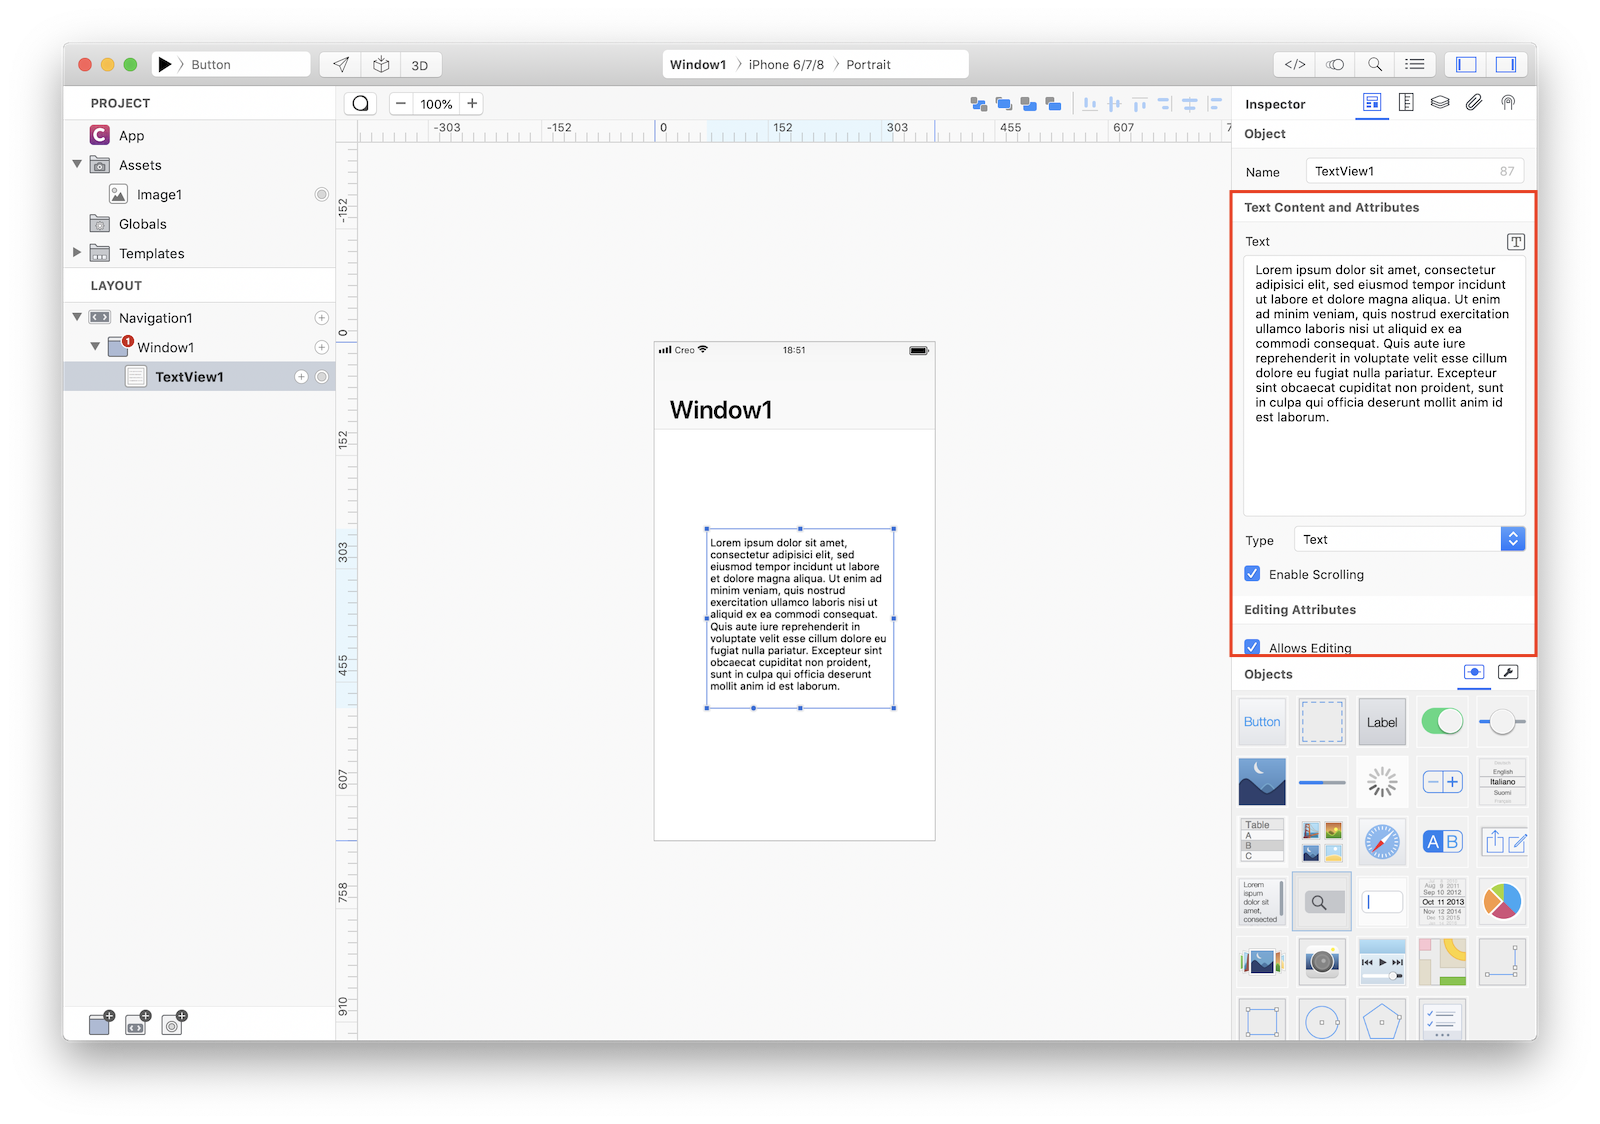 Button
3D
Window1 iPhone 6/7/8 Portrait
PROJECT
App
Assets
Image1
Globals
Templates
LAYOUT
Navigation1
1
Window1
TextView1
100%
-303 -152 0 152 303 455 607 7
-152
0
152
303
455
607
758
910
Creo 18:51
Window1
Lorem ipsum dolor sit amet,
consectetur adipisici elit, sed
eiusmod tempor incidunt ut labore
et dolore magna aliqua. Ut enim ad
minim veniam, quis nostrud
exercitation ullamco laboris nisi ut
aliquid ex ea commodi consequat.
Quis aute iure reprehenderit in
voluptate velit esse cillum dolore eu
fugiat nulla pariatur. Excepteur sint
obcaecat cupiditat non proident,
sunt in culpa qui officia deserunt
mollit anim id est laborum.
Inspector
Object
Name TextView1 87
Text Content and Attributes
Text T
Lorem ipsum dolor sit amet, consectetur
adipisici elit, sed eiusmod tempor incidunt
ut labore et dolore magna aliqua. Ut enim
ad minim veniam, quis nostrud exercitation
ullamco laboris nisi ut aliquid ex ea
commodi consequat. Quis aute iure
reprehenderit in voluptate velit esse cillum
dolore eu fugiat nulla pariatur. Excepteur
sint obcaecat cupiditat non proident, sunt
in culpa qui officia deserunt mollit anim id
est laborum.
Type Text
Enable Scrolling
Editing Attributes
Allows Editing
Objects
Button
Label
English
Italiano
Suomi
Table
A
B
C
A B
Lorem
ispum
dolor sit
amet,
consected
Aug 9 2011
Sep 10 2012
Oct 11 2013
Nov 12 2014
Dec 13 2015